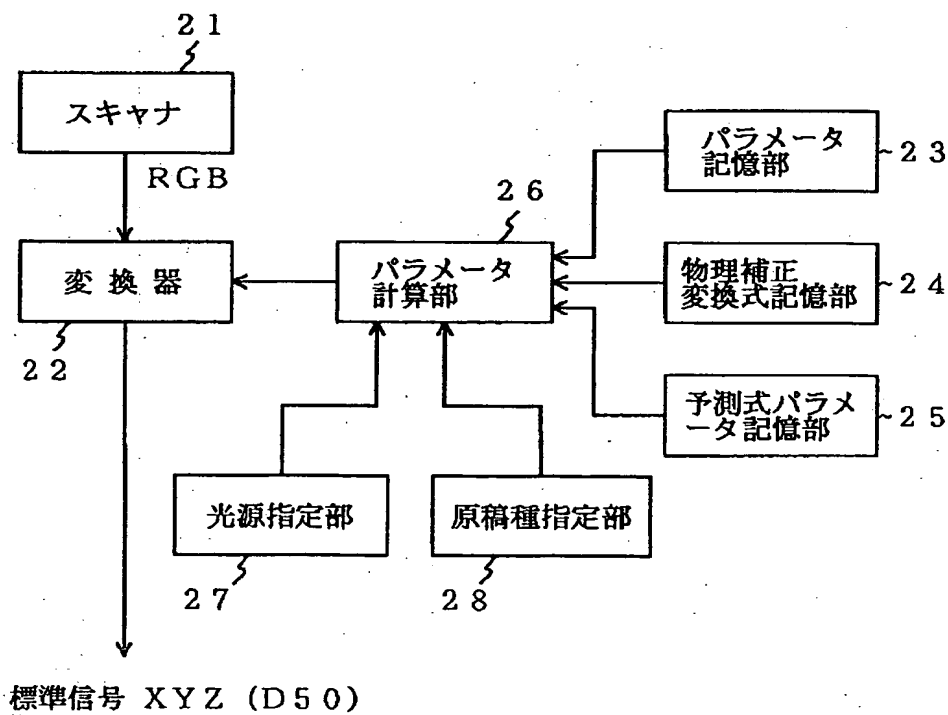 ２１
スキャナ
RGB
２６
変換器
２２
パラメータ
計算部
パラメータ
記憶部
～２３
物理補正
変換式記憶部
～２４
予測式パラメ
ータ記憶部
～２５
光源指定部
２７
原稿種指定部
２８
標準信号 XYZ (D50)